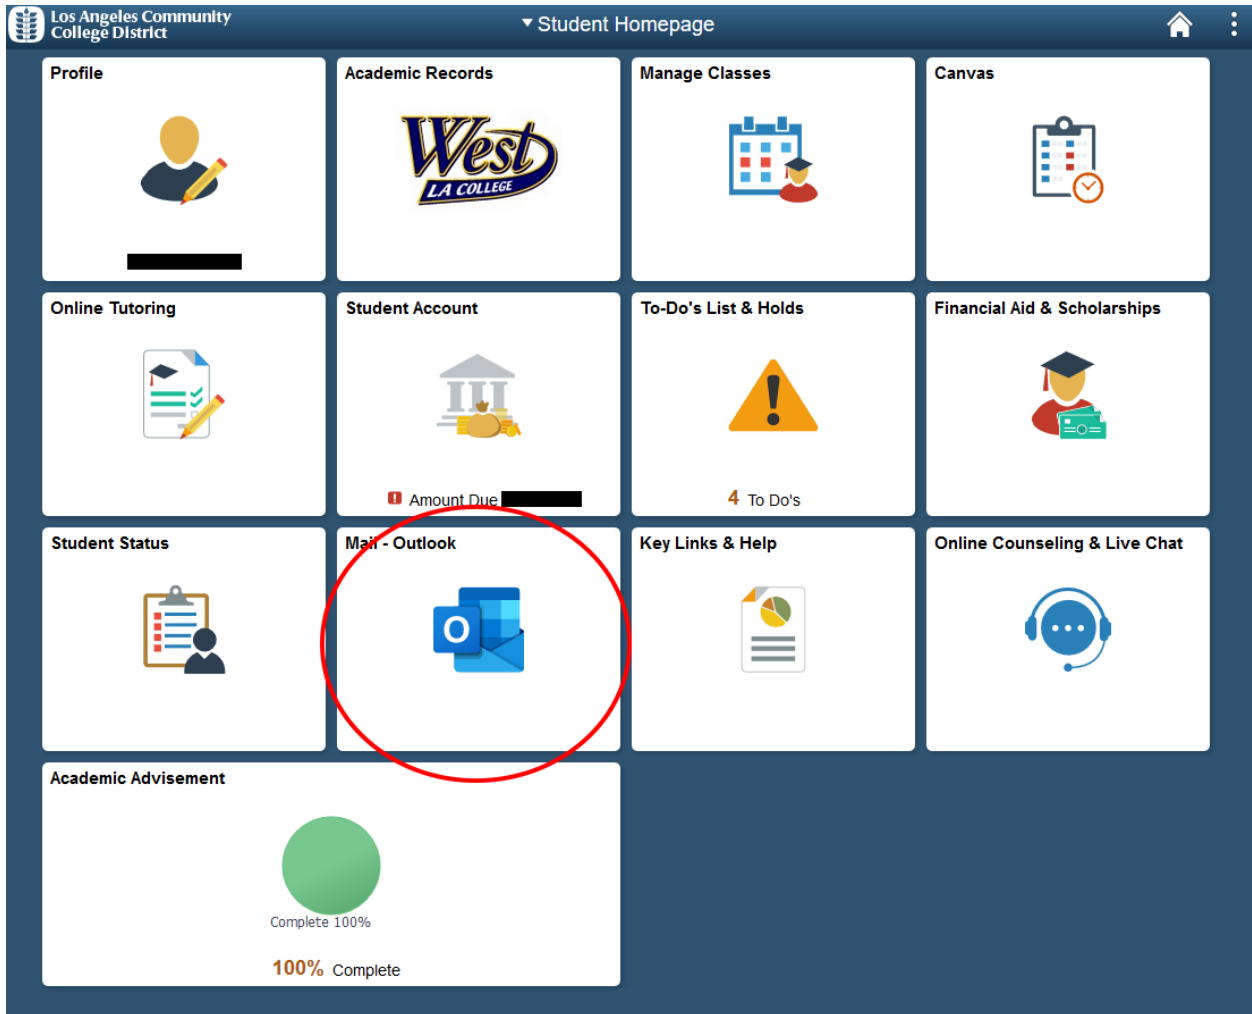 Los Angeles Community
College District
Student Homepage
Profile
Academic Records
Manage Classes
Canvas
West
LA COLLEGE
Online Tutoring
Student Account
To-Do's List & Holds
Financial Aid & Scholarships
Amount Due
4 To Do's
Student Status
Mail - Outlook
Key Links & Help
Online Counseling & Live Chat
O
Academic Advisement
Complete 100%
100% Complete